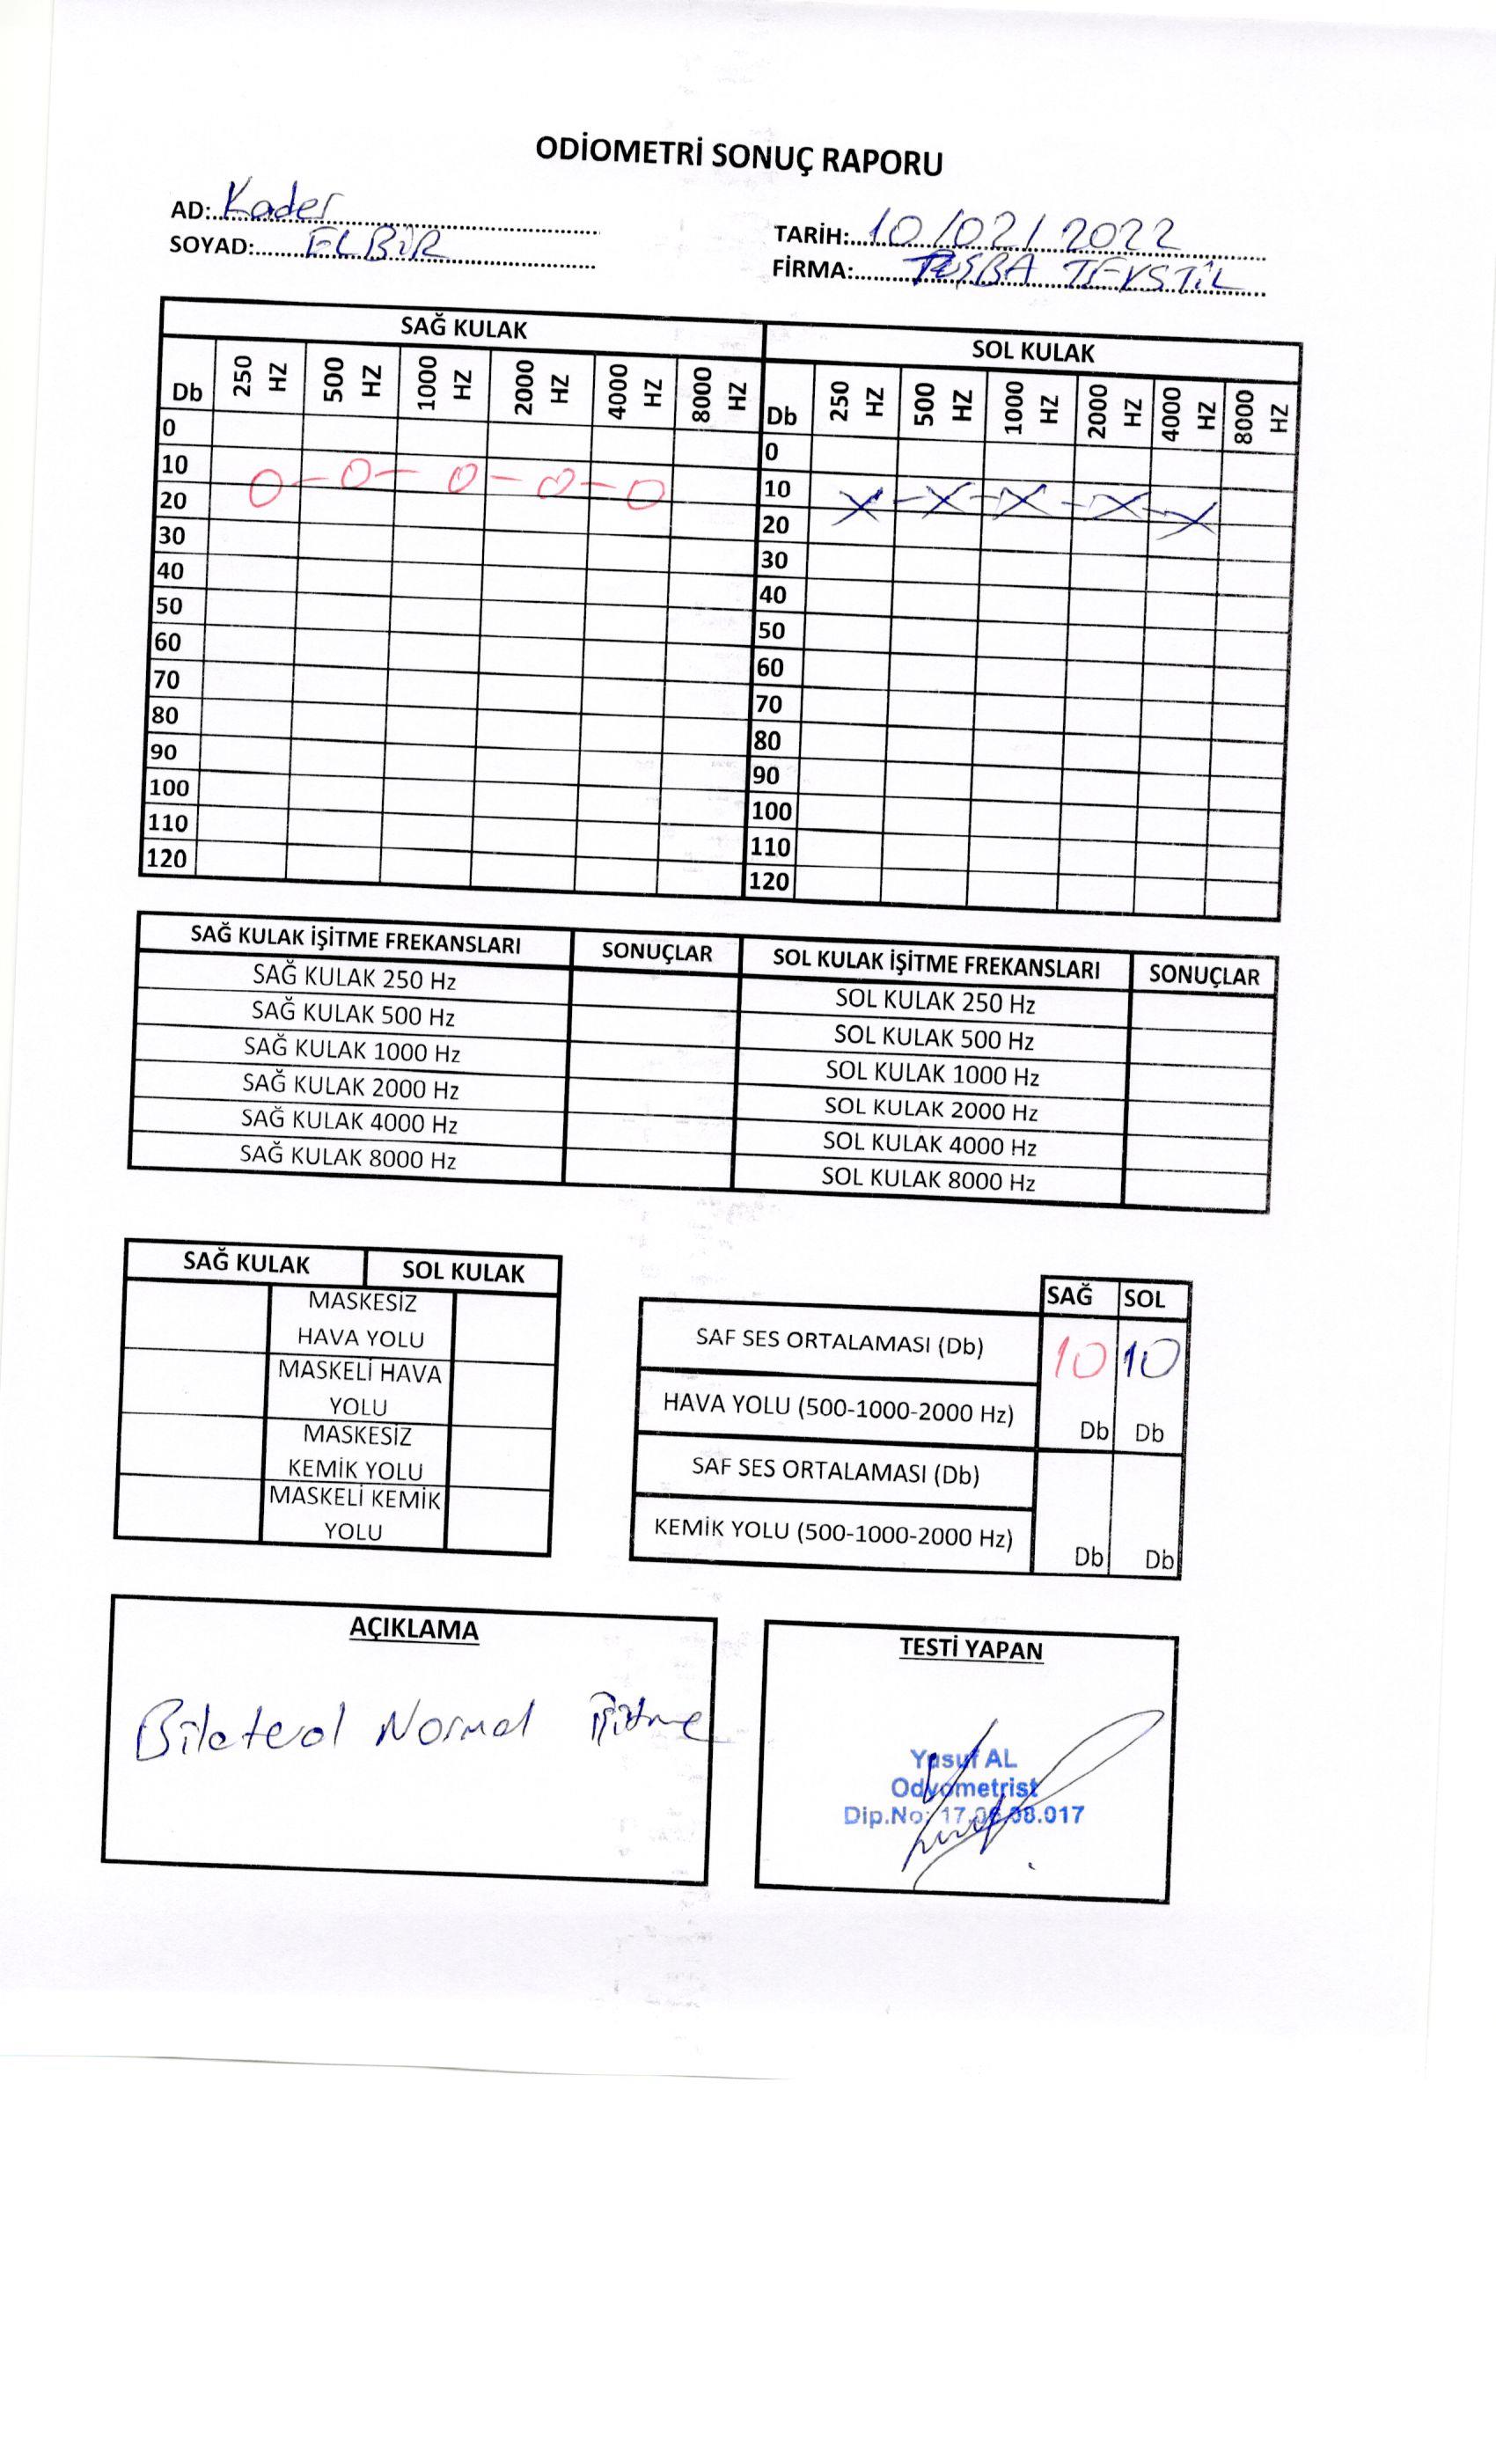 ODİOMETRİ SONUÇ RAPORU
AD: Kader
SOYAD: ELBİR
TARİH: 10/02/2022
FİRMA: TEKSTİL
SAĞ KULAK SOL KULAK
Db 250 HZ 500 HZ 1000 HZ 2000 HZ 4000 HZ 8000 HZ Db 250 HZ 500 HZ 1000 HZ 2000 HZ 4000 HZ 8000 HZ
0 0
10 O-O-O-O-O 10 X-X-X-X-X
20 20
30 30
40 40
50 50
60 60
70 70
80 80
90 90
100 100
110 110
120 120
SAĞ KULAK İŞİTME FREKANSLARI SONUÇLAR SOL KULAK İŞİTME FREKANSLARI SONUÇLAR
SAĞ KULAK 250 Hz SOL KULAK 250 Hz
SAĞ KULAK 500 Hz SOL KULAK 500 Hz
SAĞ KULAK 1000 Hz SOL KULAK 1000 Hz
SAĞ KULAK 2000 Hz SOL KULAK 2000 Hz
SAĞ KULAK 4000 Hz SOL KULAK 4000 Hz
SAĞ KULAK 8000 Hz SOL KULAK 8000 Hz
SAĞ KULAK SOL KULAK
MASKESİZ
HAVA YOLU
MASKELİ HAVA
YOLU
MASKESİZ
KEMİK YOLU
MASKELİ KEMİK
YOLU
SAĞ SOL
SAF SES ORTALAMASI (Db) 10 10
HAVA YOLU (500-1000-2000 Hz) Db Db
SAF SES ORTALAMASI (Db)
KEMİK YOLU (500-1000-2000 Hz) Db Db
AÇIKLAMA
Bilateral Normal İşitme
TESTİ YAPAN
Yusuf AL
Odyometrist
Dip.No: 17.06.08.017